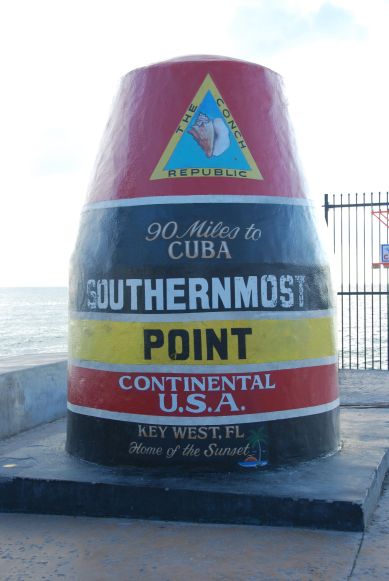 THE CONCH
REPUBLIC
90 Miles to
CUBA
SOUTHERNMOST
POINT
CONTINENTAL
U.S.A.
KEY WEST, FL
Home of the Sunset